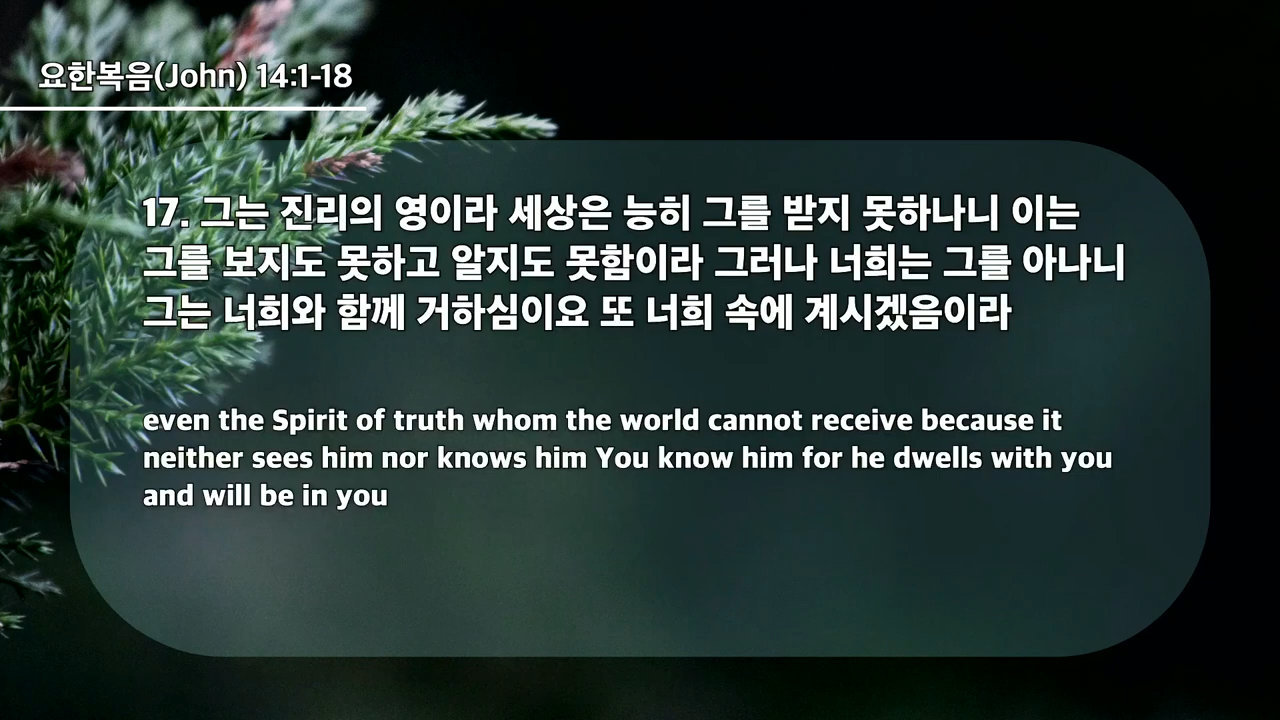 요한복음(John) 14:1-18
17. 그는 진리의 영이라 세상은 능히 그를 받지 못하나니 이는
그를 보지도 못하고 알지도 못함이라 그러나 너희는 그를 아나니
그는 너희와 함께 거하심이요 또 너희 속에 계시겠음이라
even the Spirit of truth whom the world cannot receive because it
neither sees him nor knows him You know him for he dwells with you
and will be in you